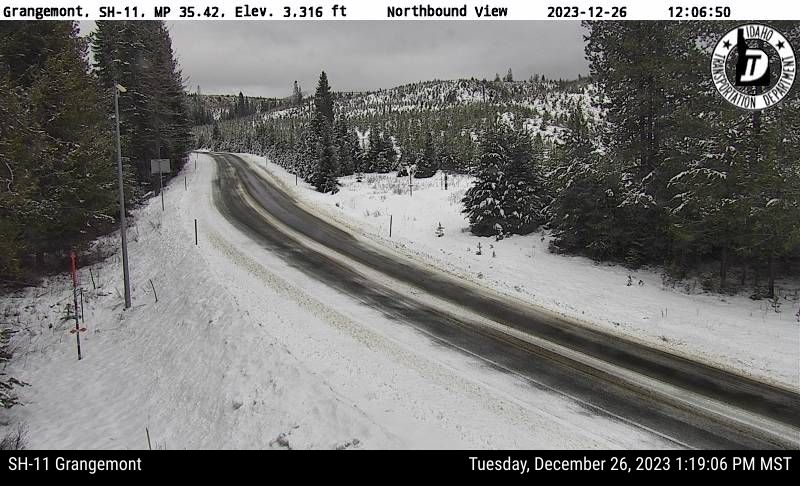 Grangemont, SH-11, MP 35.42, Elev. 3,316 ft Northbound View 2023-12-26 12:06:50
IDAHO
TRANSPORTATION DEPARTMENT
SH-11 Grangemont Tuesday, December 26, 2023 1:19:06 PM MST